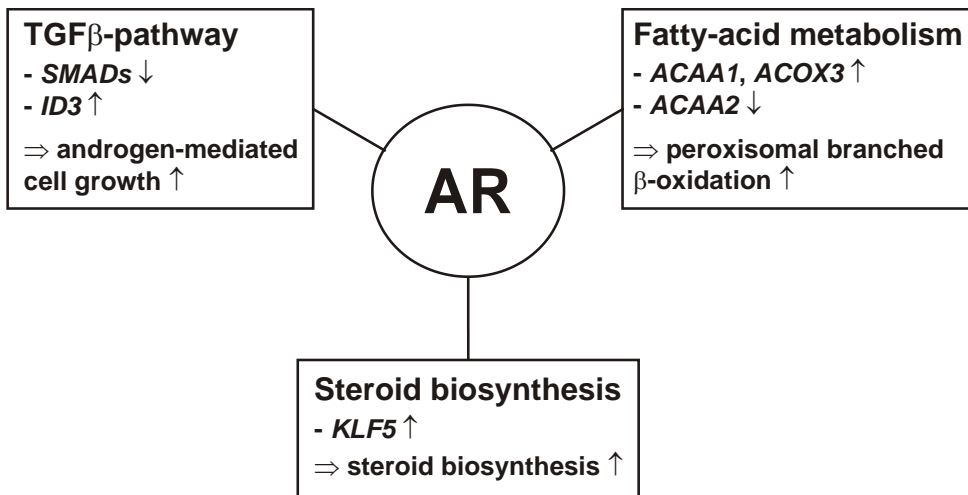 TGFβ-pathway
- SMADs ↓
- ID3 ↑
⇒ androgen-mediated
cell growth ↑
Fatty-acid metabolism
- ACAA1, ACOX3 ↑
- ACAA2 ↓
⇒ peroxisomal branched
β-oxidation ↑
AR
Steroid biosynthesis
- KLF5 ↑
⇒ steroid biosynthesis ↑